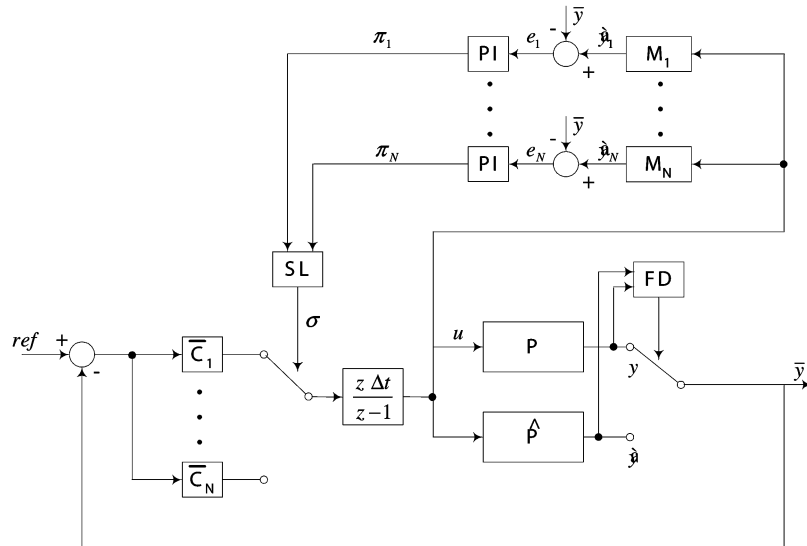 π₁ PI e₁ - ȳ + M₁
π_N PI e_N - ȳ + M_N
SL
σ
FD
ref + - C̅₁
z Δt
z − 1
u P y ȳ
P̂
C̅_N